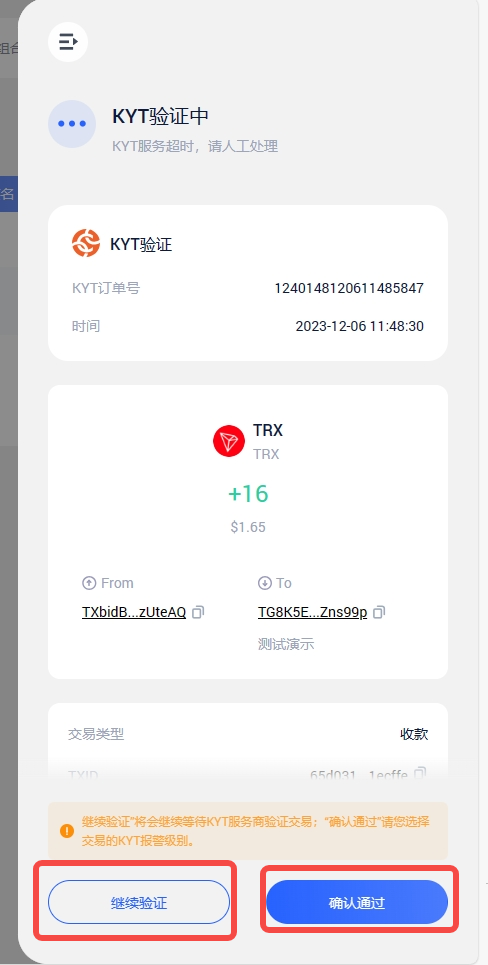 组合
名
KYT验证中
KYT服务超时，请人工处理
KYT验证
KYT订单号 1240148120611485847
时间 2023-12-06 11:48:30
TRX
TRX
+16
$1.65
From To
TXbidB...zUteAQ TG8K5E...Zns99p
测试演示
交易类型 收款
TXID 65d031...1ecffe
继续验证”将会继续等待KYT服务商验证交易；“确认通过”请您选择
交易的KYT报警级别。
继续验证 确认通过